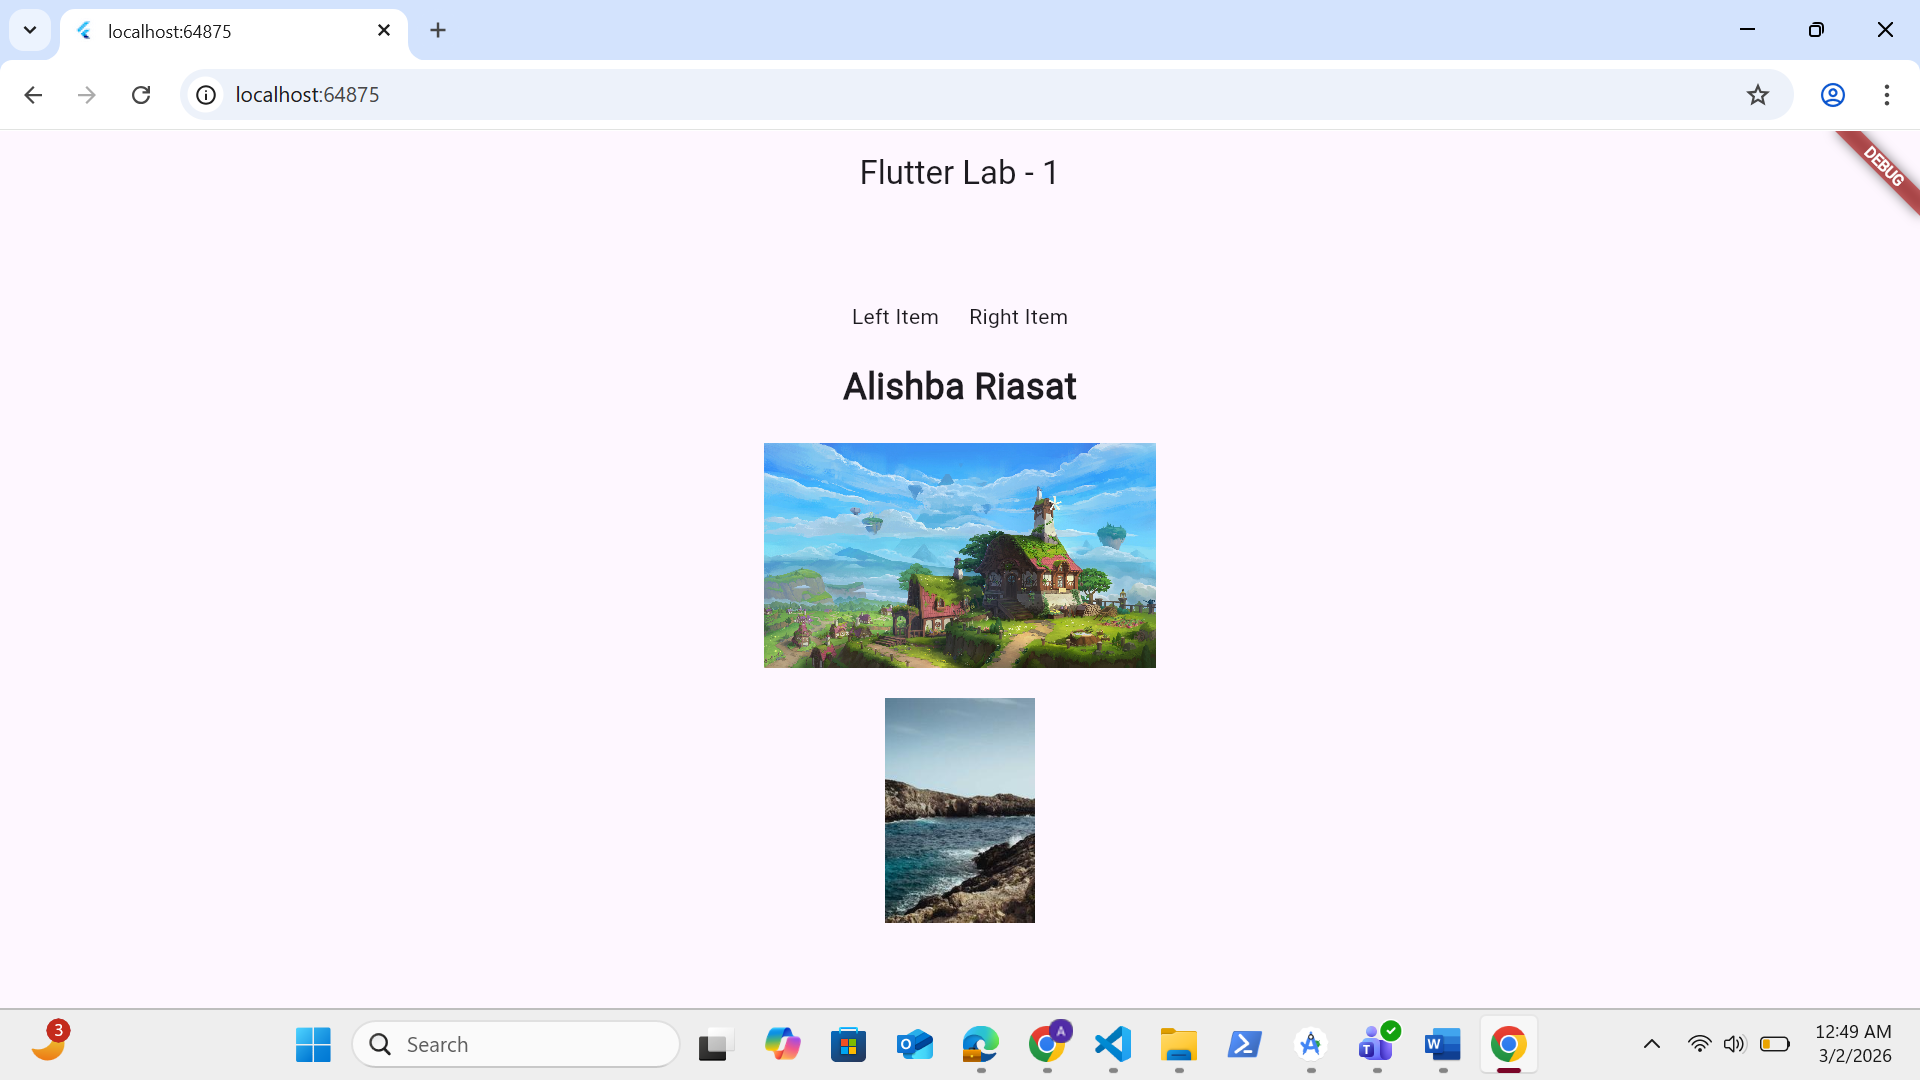 localhost:64875
localhost:64875
DEBUG
Flutter Lab - 1
Left Item Right Item
Alishba Riasat
3
Search
A
12:49 AM
3/2/2026